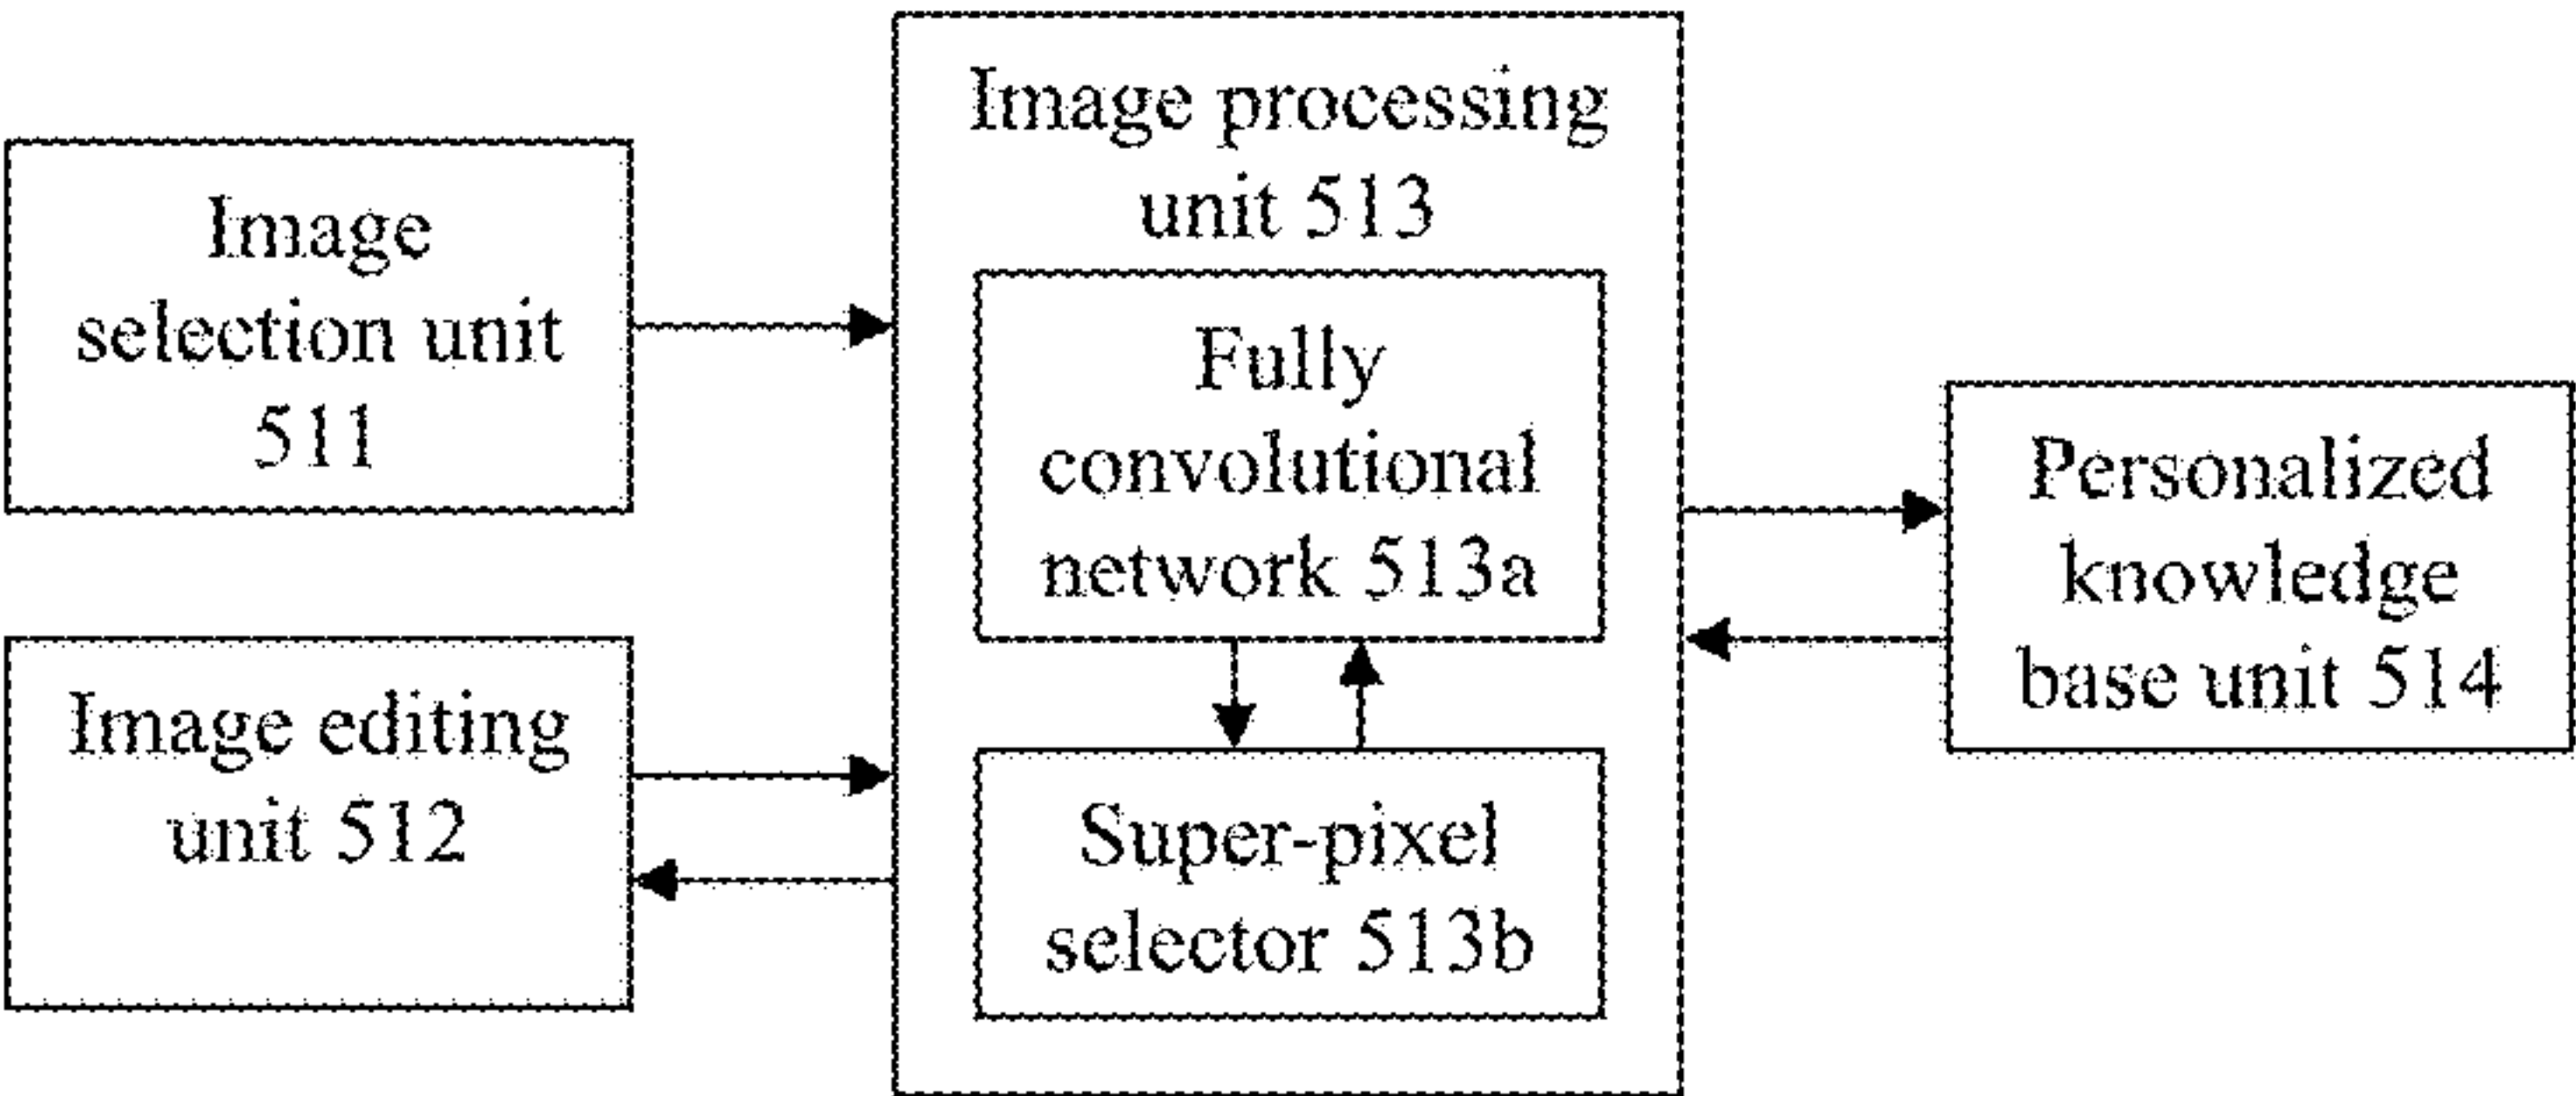 Image
selection unit
511
Image editing
unit 512
Image processing
unit 513
Fully
convolutional
network 513a
Super-pixel
selector 513b
Personalized
knowledge
base unit 514